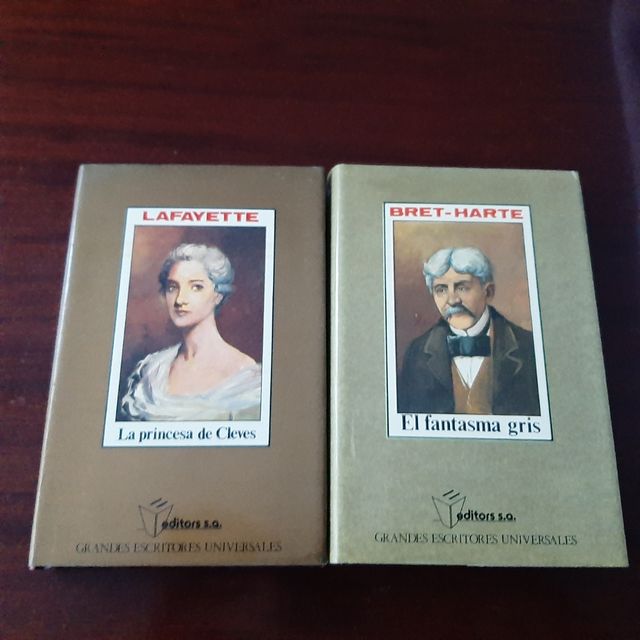 LAFAYETTE
La princesa de Cleves
editors s.a.
GRANDES ESCRITORES UNIVERSALES
BRET-HARTE
El fantasma gris
editors s.a.
GRANDES ESCRITORES UNIVERSALES